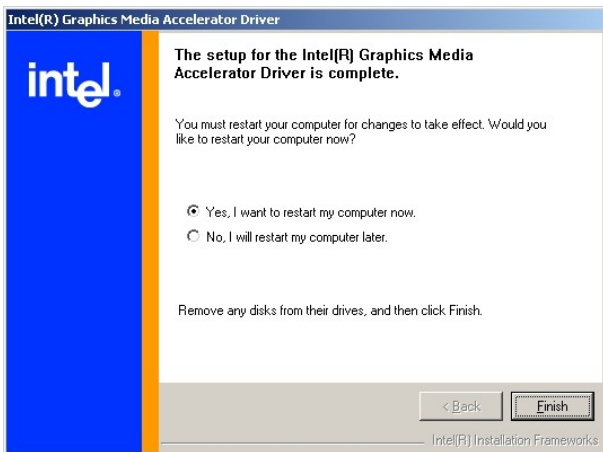 Intel(R) Graphics Media Accelerator Driver
intel®
The setup for the Intel(R) Graphics Media
Accelerator Driver is complete.
You must restart your computer for changes to take effect. Would you
like to restart your computer now?
Yes, I want to restart my computer now.
No, I will restart my computer later.
Remove any disks from their drives, and then click Finish.
< Back
Finish
Intel(R) Installation Frameworks